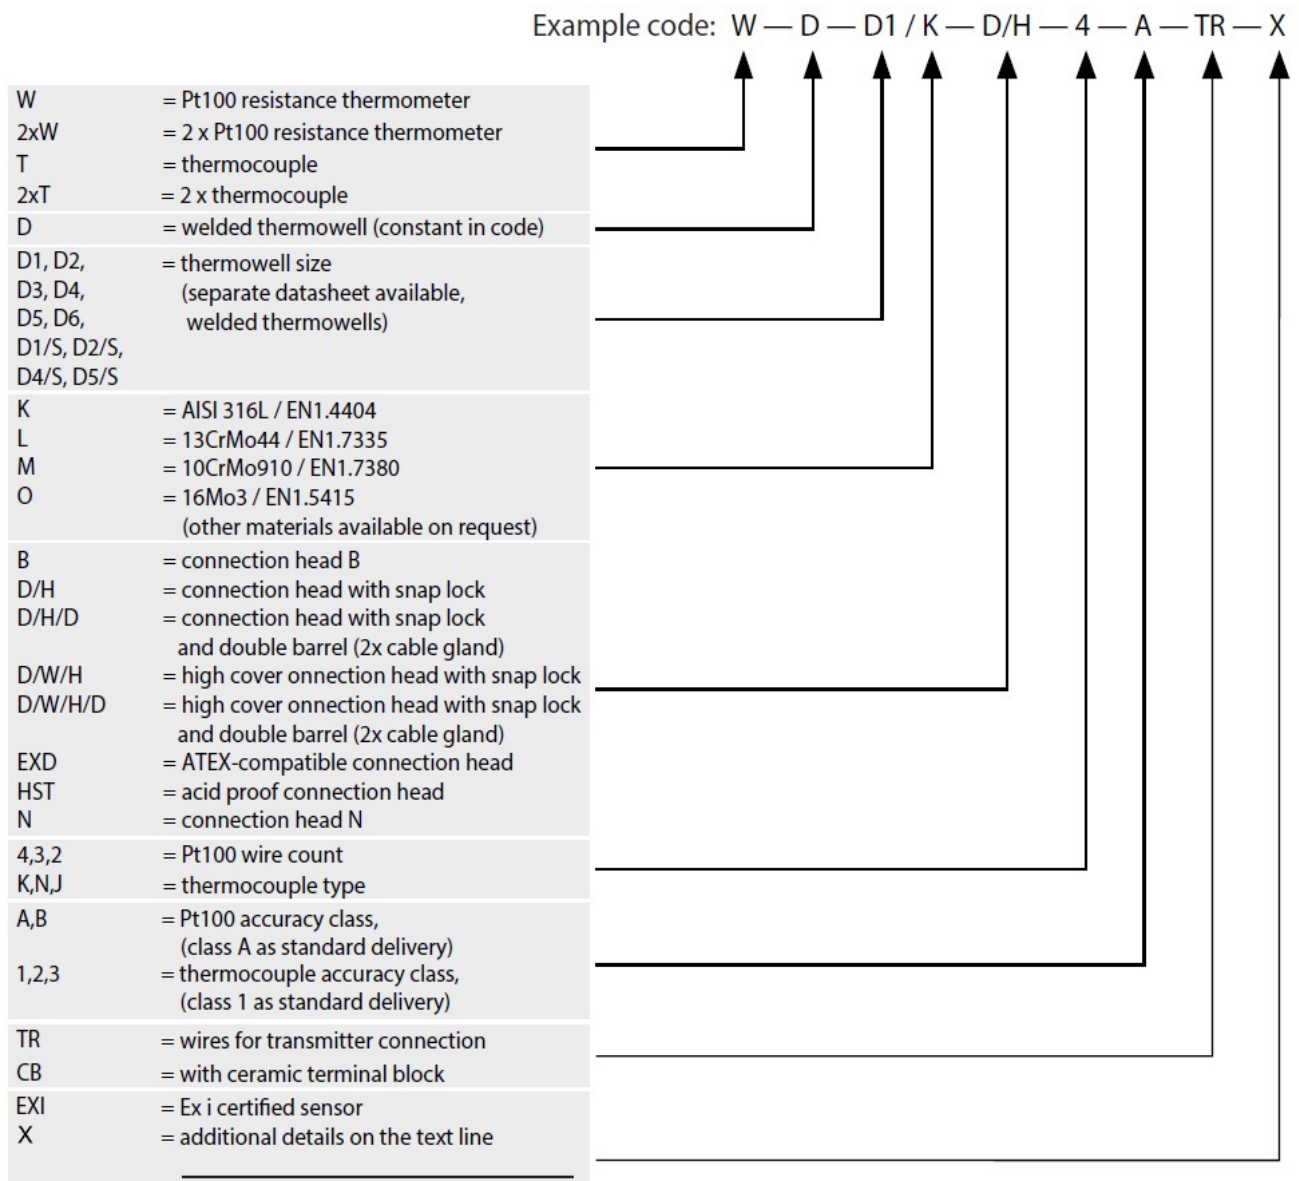 Example code: W — D — D1 / K — D/H — 4 — A — TR — X
W = Pt100 resistance thermometer
2xW = 2 x Pt100 resistance thermometer
T = thermocouple
2xT = 2 x thermocouple
D = welded thermowell (constant in code)
D1, D2, = thermowell size
D3, D4, (separate datasheet available,
D5, D6, welded thermowells)
D1/S, D2/S,
D4/S, D5/S
K = AISI 316L / EN1.4404
L = 13CrMo44 / EN1.7335
M = 10CrMo910 / EN1.7380
O = 16Mo3 / EN1.5415
(other materials available on request)
B = connection head B
D/H = connection head with snap lock
D/H/D = connection head with snap lock
and double barrel (2x cable gland)
D/W/H = high cover onnection head with snap lock
D/W/H/D = high cover onnection head with snap lock
and double barrel (2x cable gland)
EXD = ATEX-compatible connection head
HST = acid proof connection head
N = connection head N
4,3,2 = Pt100 wire count
K,N,J = thermocouple type
A,B = Pt100 accuracy class,
(class A as standard delivery)
1,2,3 = thermocouple accuracy class,
(class 1 as standard delivery)
TR = wires for transmitter connection
CB = with ceramic terminal block
EXI = Ex i certified sensor
X = additional details on the text line